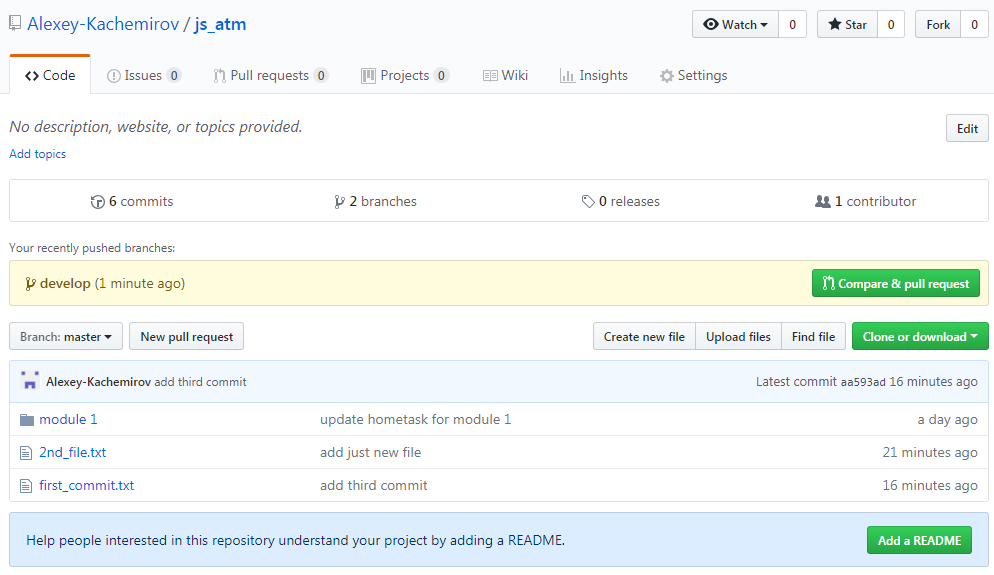 Alexey-Kachemirov / js_atm Watch 0 Star 0 Fork 0
Code Issues 0 Pull requests 0 Projects 0 Wiki Insights Settings
No description, website, or topics provided. Edit
Add topics
6 commits 2 branches 0 releases 1 contributor
Your recently pushed branches:
develop (1 minute ago) Compare & pull request
Branch: master New pull request Create new file Upload files Find file Clone or download
Alexey-Kachemirov add third commit Latest commit aa593ad 16 minutes ago
module 1 update hometask for module 1 a day ago
2nd_file.txt add just new file 21 minutes ago
first_commit.txt add third commit 16 minutes ago
Help people interested in this repository understand your project by adding a README. Add a README